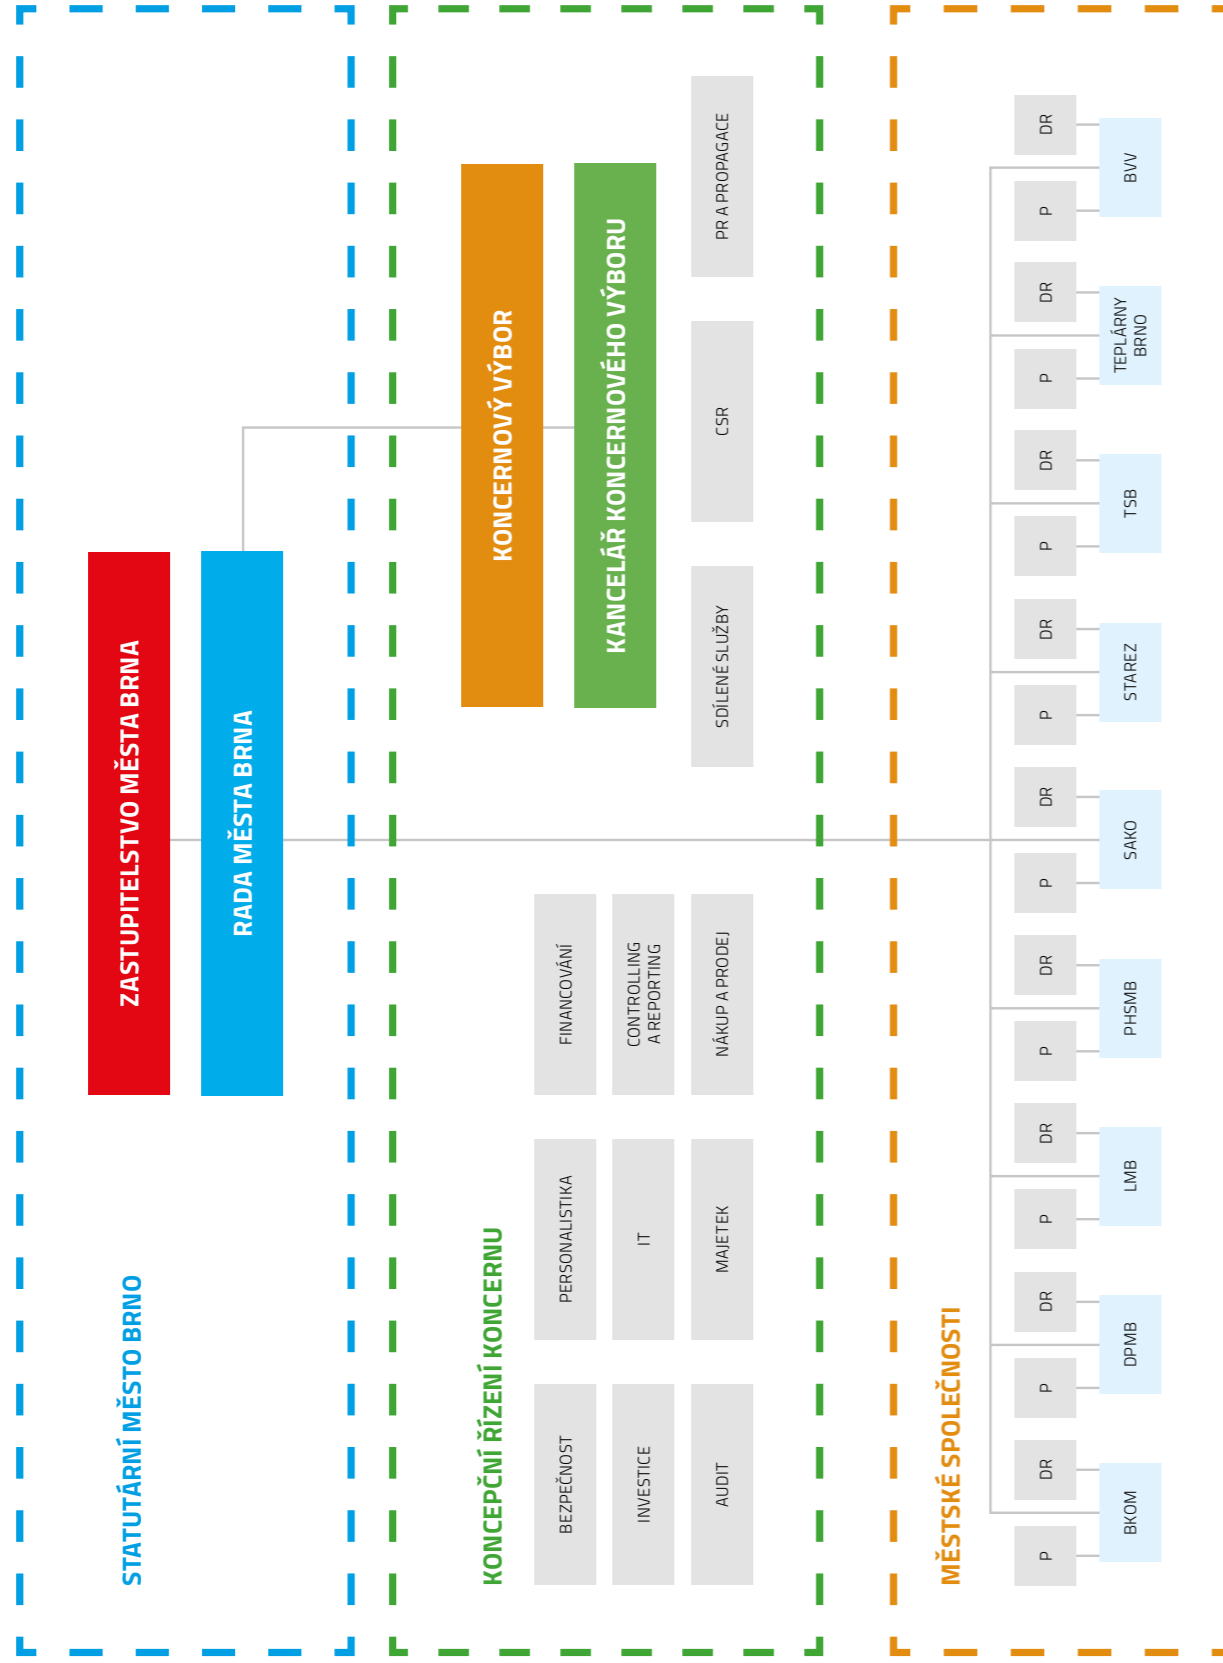 STATUTÁRNÍ MĚSTO BRNO
ZASTUPITELSTVO MĚSTA BRNA
RADA MĚSTA BRNA
KONCEPČNÍ ŘÍZENÍ KONCERNU
KONCERNOVÝ VÝBOR
KANCELÁŘ KONCERNOVÉHO VÝBORU
BEZPEČNOST
PERSONALISTIKA
FINANCOVÁNÍ
INVESTICE
IT
CONTROLLING
A REPORTING
AUDIT
MAJETEK
NÁKUP A PRODEJ
SDÍLENÉ SLUŽBY
CSR
PR A PROPAGACE
MĚSTSKÉ SPOLEČNOSTI
P
DR
P
DR
P
DR
P
DR
P
DR
P
DR
P
DR
P
DR
P
DR
BKOM
DPMB
LMB
PHSMB
SAKO
STAREZ
TSB
TEPLÁRNY
BRNO
BVV